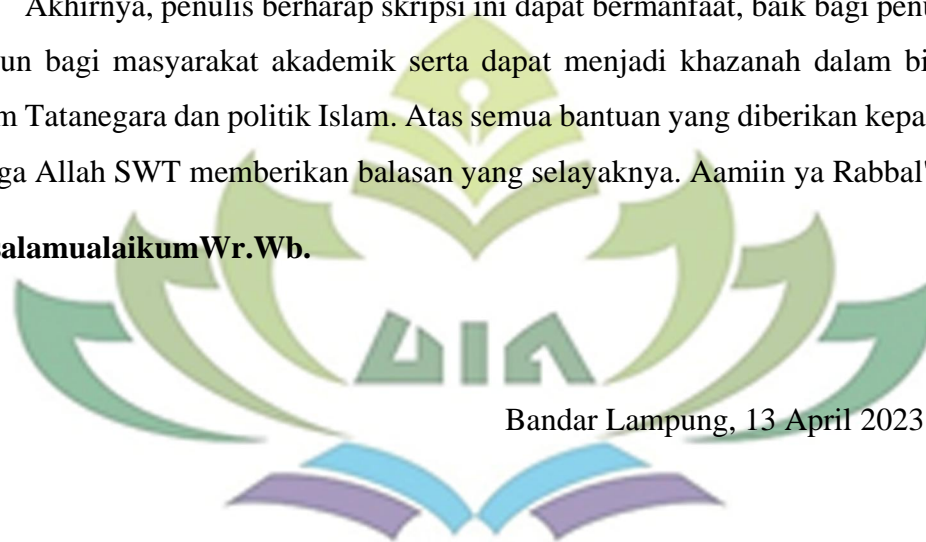 Akhirnya, penulis berharap skripsi ini dapat bermanfaat, baik bagi penu
un bagi masyarakat akademik serta dapat menjadi khazanah dalam bi
m Tatanegara dan politik Islam. Atas semua bantuan yang diberikan kepa
ga Allah SWT memberikan balasan yang selayaknya. Aamiin ya Rabbal'
salamualaikumWr.Wb.
UIN
Bandar Lampung, 13 April 2023